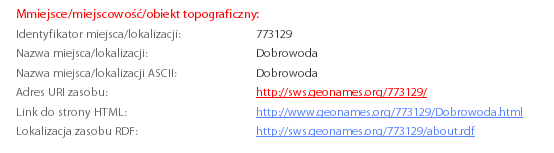 Mmiejsce/miejscowość/obiekt topograficzny:
Identyfikator miejsca/lokalizacji: 773129
Nazwa miejsca/lokalizacji: Dobrowoda
Nazwa miejsca/lokalizacji ASCII: Dobrowoda
Adres URI zasobu: http://sws.geonames.org/773129/
Link do strony HTML: http://www.geonames.org/773129/Dobrowoda.html
Lokalizacja zasobu RDF: http://sws.geonames.org/773129/about.rdf